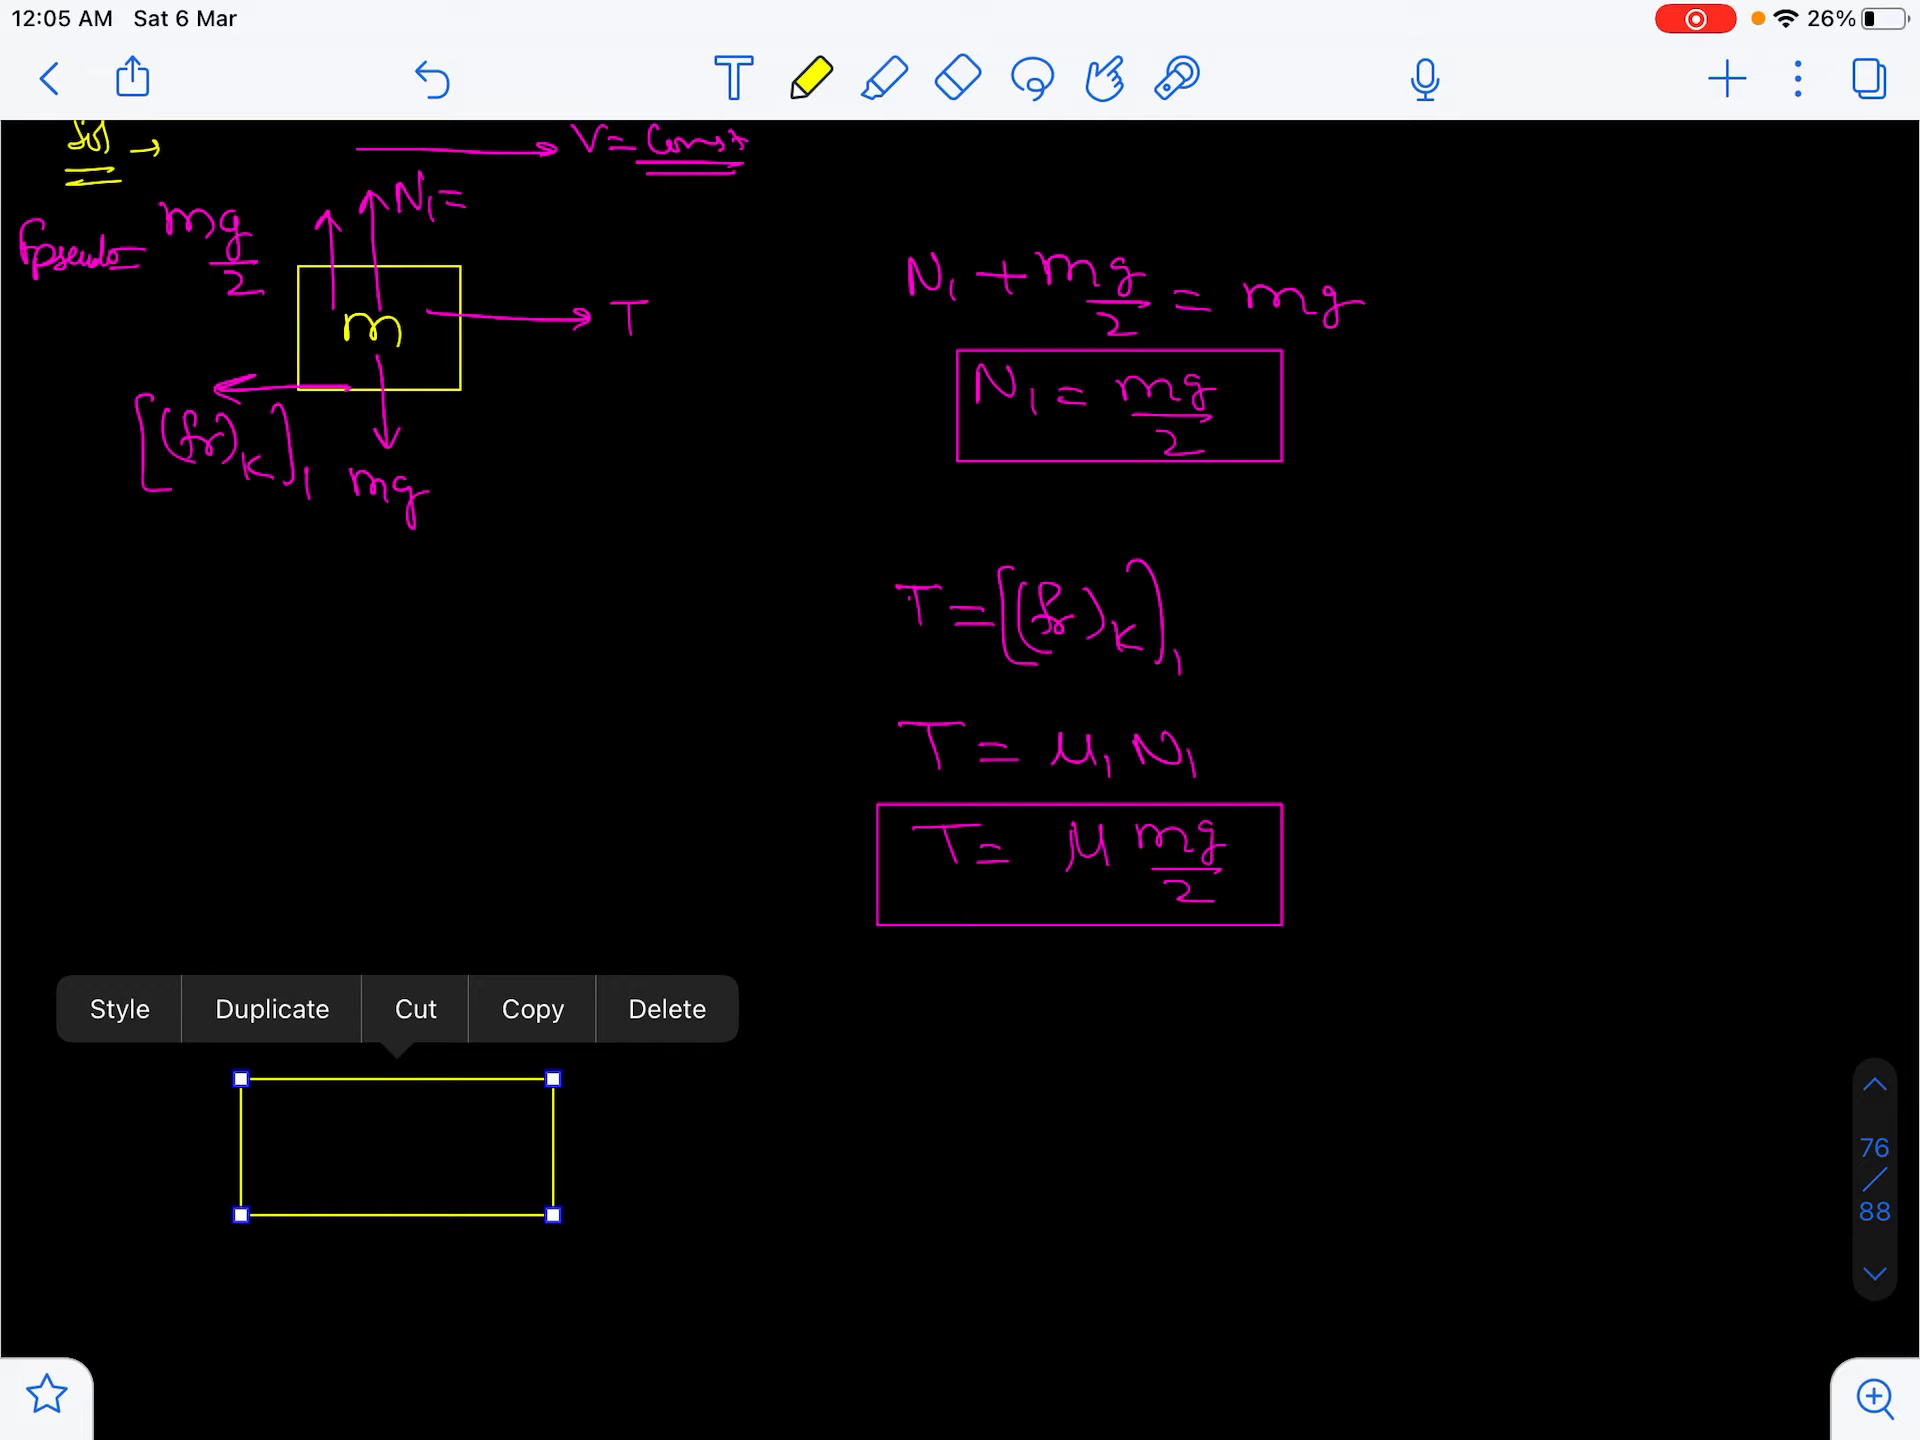 12:05 AM Sat 6 Mar
26%
Sol →
V = Const
Fpseudo = mg/2
N₁ =
m
T
[(fr)k]₁
mg
N₁ + mg/2 = mg
N₁ = mg/2
T = [(fr)k]₁
T = μ₁ N₁
T = μ mg/2
Style Duplicate Cut Copy Delete
76
/
88